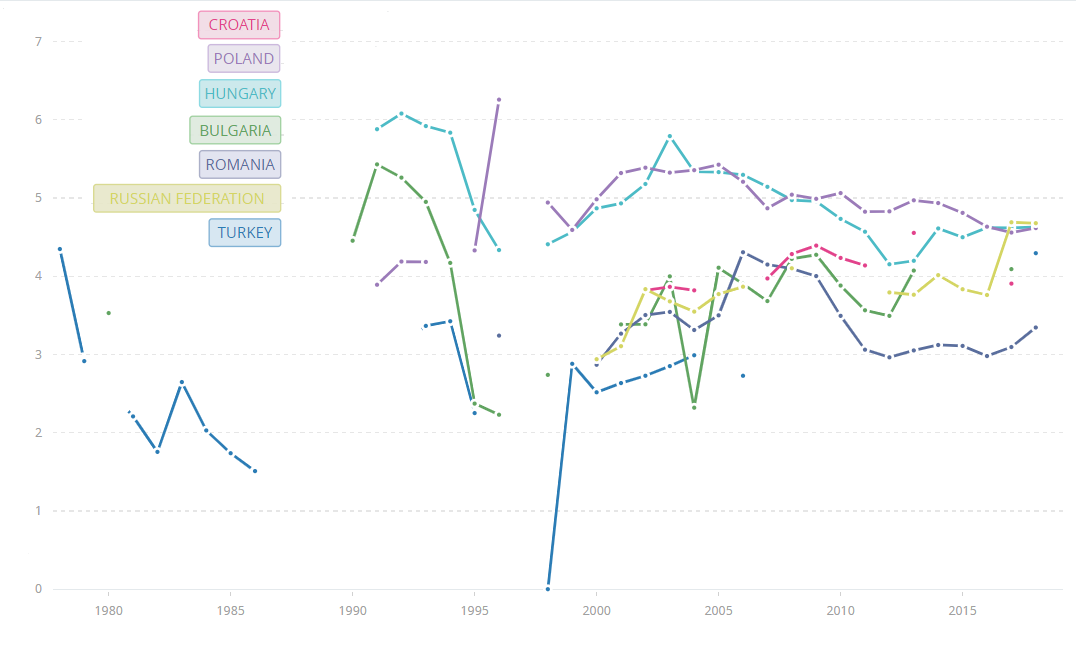 CROATIA
7
POLAND
HUNGARY
6
BULGARIA
ROMANIA
RUSSIAN FEDERATION
5
TURKEY
4
3
2
1
0
1980 1985 1990 1995 2000 2005 2010 2015